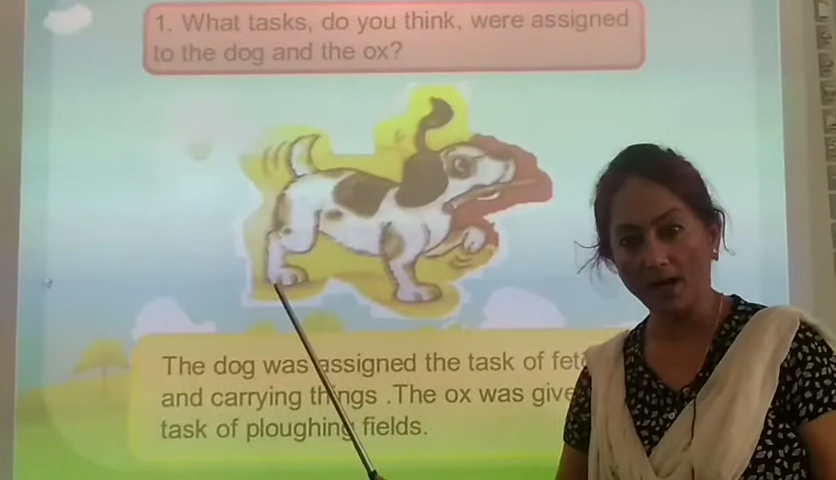 1. What tasks, do you think, were assigned
to the dog and the ox?
The dog was assigned the task of
and carrying things .The ox was
task of ploughing fields.